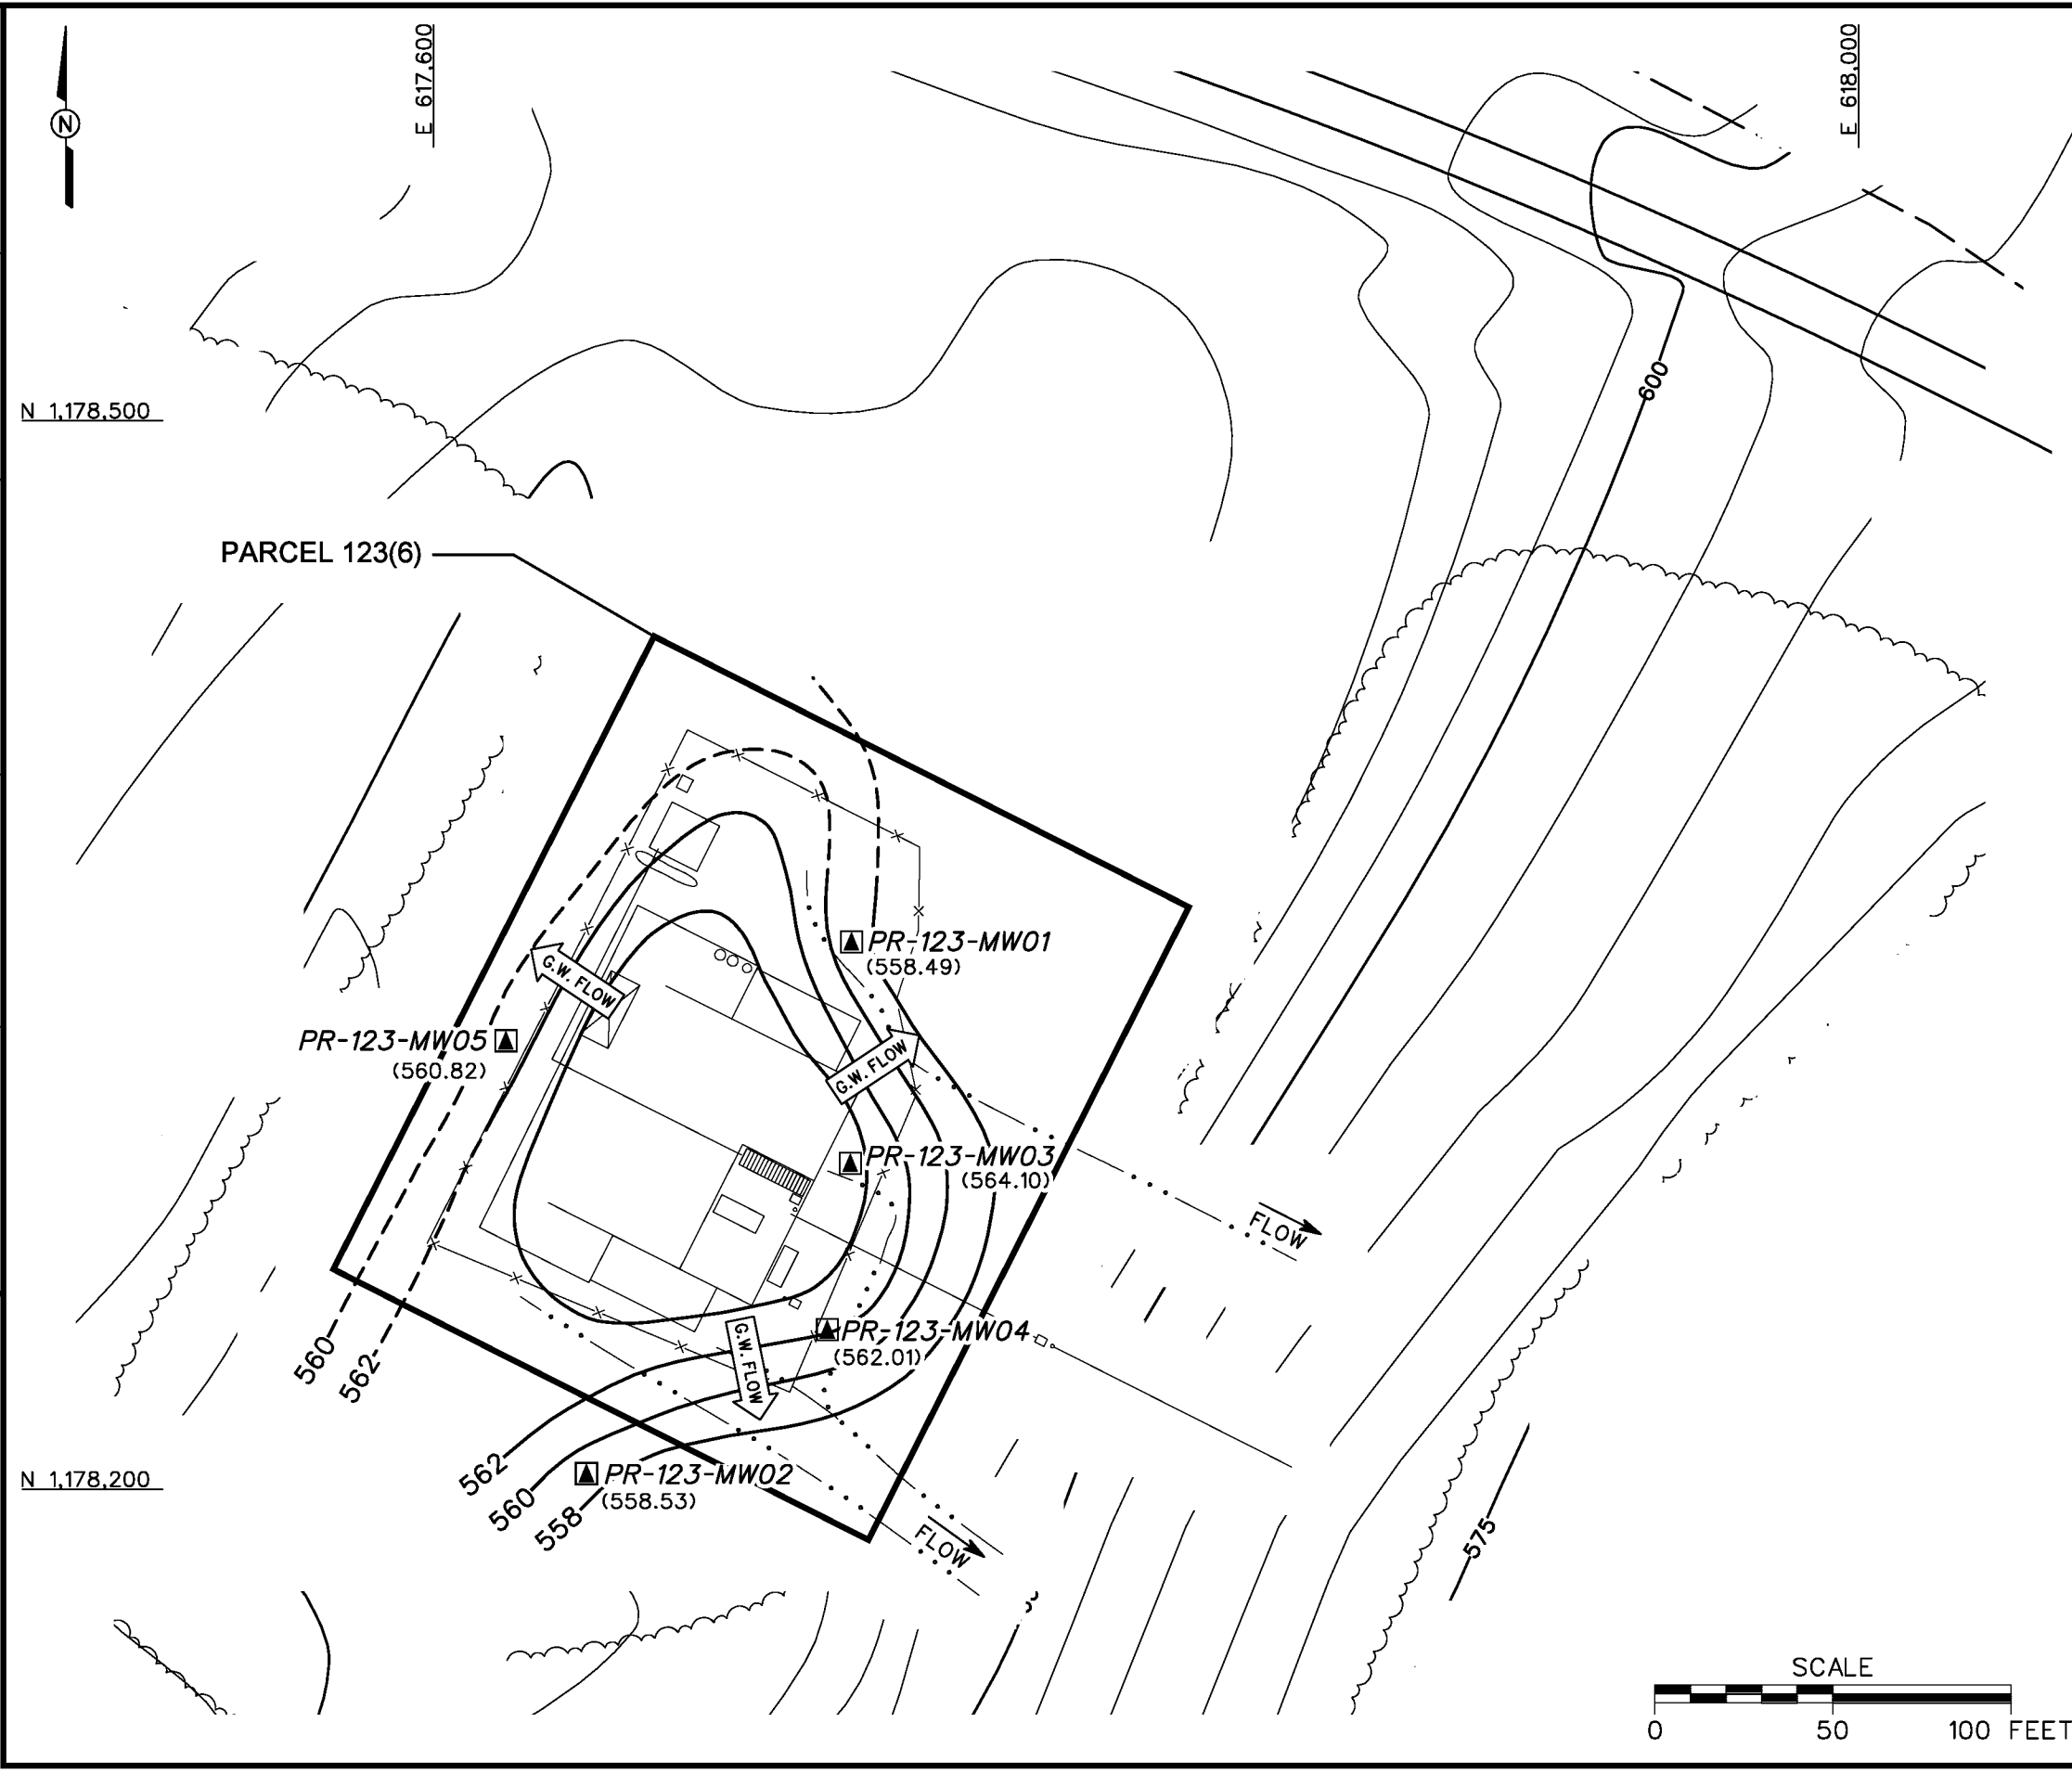 E 617,600
E 618,000
N
600
N 1,178,500
PARCEL 123(6)
PR-123-MW01
(558.49)
G.W. FLOW
PR-123-MW05
(560.82)
G.W. FLOW
PR-123-MW03
(564.10)
FLOW
PR-123-MW04
(562.01)
G.W. FLOW
560
562
562
560
558
N 1,178,200
PR-123-MW02
(558.53)
FLOW
575
SCALE
0 50 100 FEET